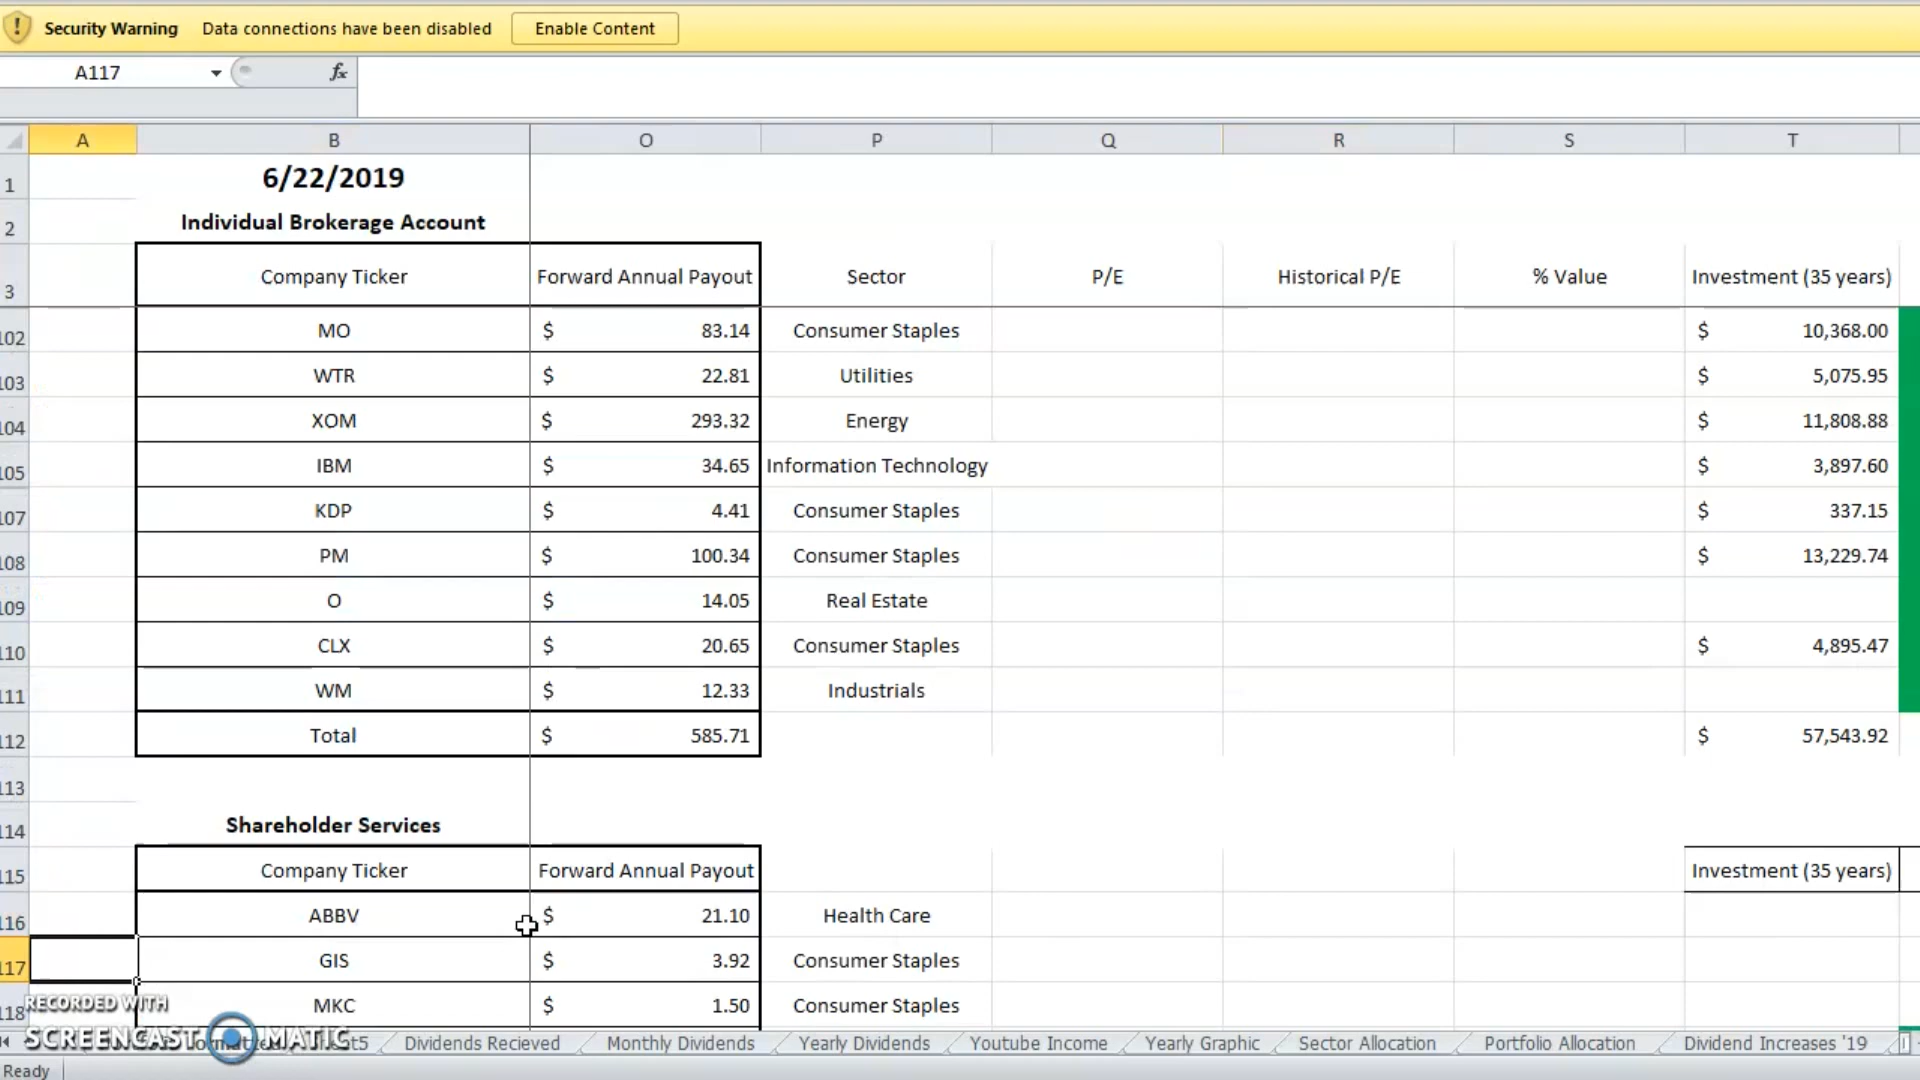 Security Warning Data connections have been disabled Enable Content
A117 fx
A B O P Q R S T
1 6/22/2019
2 Individual Brokerage Account
3 Company Ticker Forward Annual Payout Sector P/E Historical P/E % Value Investment (35 years)
102 MO $ 83.14 Consumer Staples $ 10,368.00
103 WTR $ 22.81 Utilities $ 5,075.95
104 XOM $ 293.32 Energy $ 11,808.88
105 IBM $ 34.65 Information Technology $ 3,897.60
107 KDP $ 4.41 Consumer Staples $ 337.15
108 PM $ 100.34 Consumer Staples $ 13,229.74
109 O $ 14.05 Real Estate
110 CLX $ 20.65 Consumer Staples $ 4,895.47
111 WM $ 12.33 Industrials
112 Total $ 585.71 $ 57,543.92
113
114 Shareholder Services
115 Company Ticker Forward Annual Payout Investment (35 years)
116 ABBV $ 21.10 Health Care
117 GIS $ 3.92 Consumer Staples
118 MKC $ 1.50 Consumer Staples
RECORDED WITH
SCREENCAST MATIC
Dividends Recieved Monthly Dividends Yearly Dividends Youtube Income Yearly Graphic Sector Allocation Portfolio Allocation Dividend Increases '19
Ready